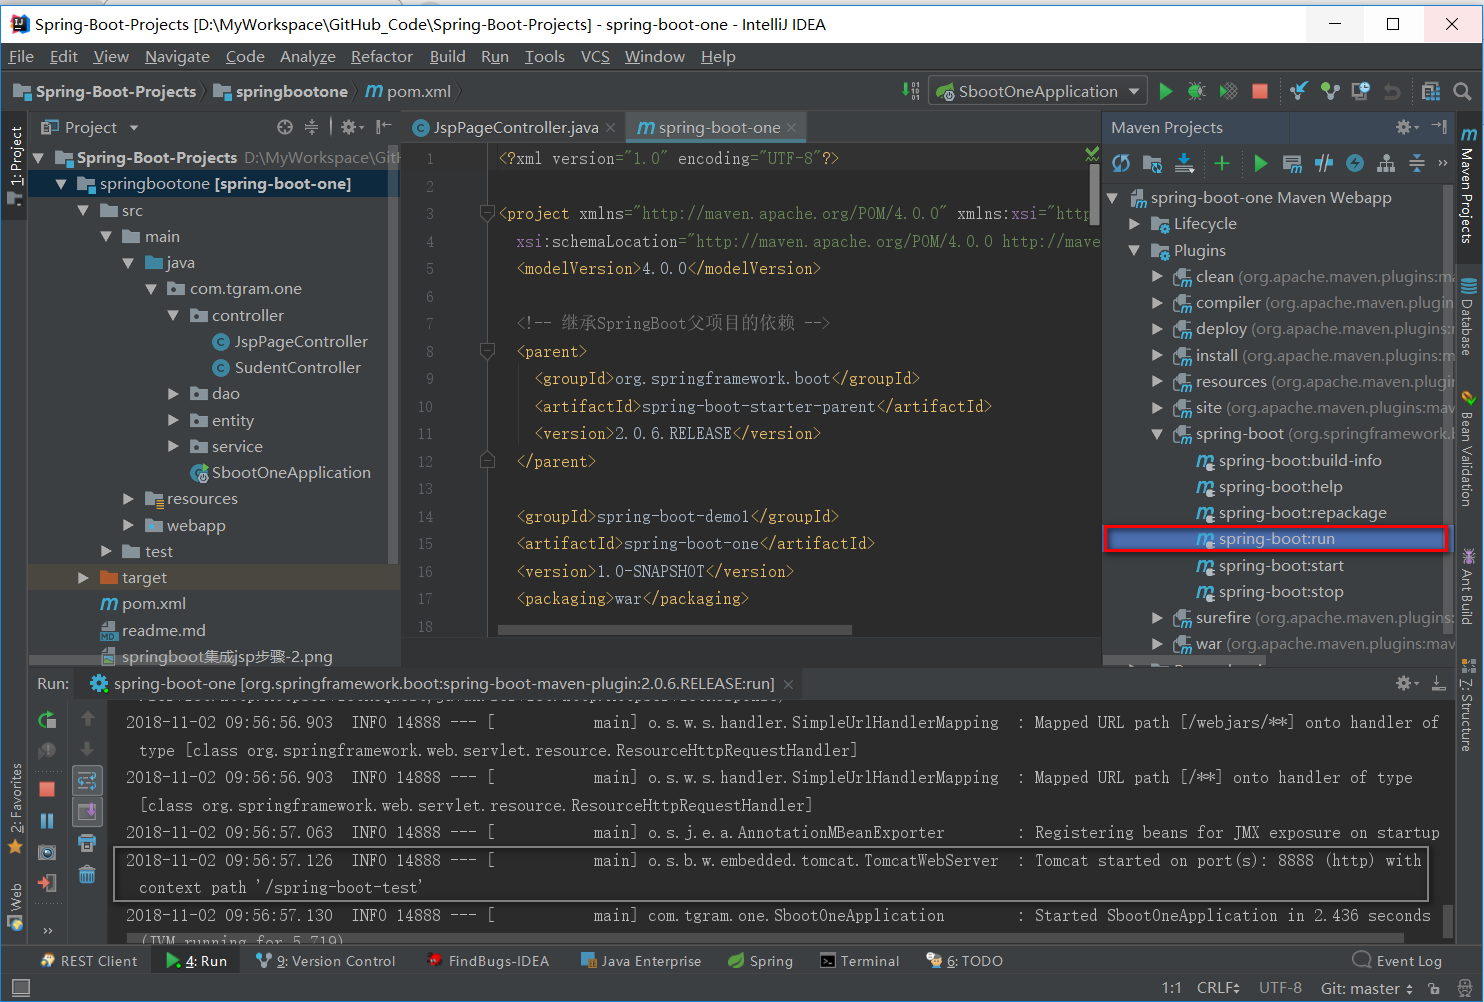 Spring-Boot-Projects [D:\MyWorkspace\GitHub_Code\Spring-Boot-Projects] - spring-boot-one - IntelliJ IDEA
File Edit View Navigate Code Analyze Refactor Build Run Tools VCS Window Help
Spring-Boot-Projects springbootone pom.xml SbootOneApplication
1: Project
Project
Spring-Boot-Projects D:\MyWorkspace\GitH
springbootone [spring-boot-one]
src
main
java
com.tgram.one
controller
JspPageController
SudentController
dao
entity
service
SbootOneApplication
resources
webapp
test
target
pom.xml
readme.md
springboot集成jsp步骤-2.png
JspPageController.java spring-boot-one
1 <?xml version="1.0" encoding="UTF-8"?>
2
3 <project xmlns="http://maven.apache.org/POM/4.0.0" xmlns:xsi="http
4 xsi:schemaLocation="http://maven.apache.org/POM/4.0.0 http://mave
5 <modelVersion>4.0.0</modelVersion>
6
7 <!-- 继承SpringBoot父项目的依赖 -->
8 <parent>
9 <groupId>org.springframework.boot</groupId>
10 <artifactId>spring-boot-starter-parent</artifactId>
11 <version>2.0.6.RELEASE</version>
12 </parent>
13
14 <groupId>spring-boot-demo1</groupId>
15 <artifactId>spring-boot-one</artifactId>
16 <version>1.0-SNAPSHOT</version>
17 <packaging>war</packaging>
18
Maven Projects
spring-boot-one Maven Webapp
Lifecycle
Plugins
clean (org.apache.maven.plugins:ma
compiler (org.apache.maven.plugin
deploy (org.apache.maven.plugins:
install (org.apache.maven.plugins:m
resources (org.apache.maven.plugi
site (org.apache.maven.plugins:mav
spring-boot (org.springframework.b
spring-boot:build-info
spring-boot:help
spring-boot:repackage
spring-boot:run
spring-boot:start
spring-boot:stop
surefire (org.apache.maven.plugins
war (org.apache.maven.plugins:mav
Maven Projects
Database
Bean Validation
Ant Build
7: Structure
Run: spring-boot-one [org.springframework.boot:spring-boot-maven-plugin:2.0.6.RELEASE:run]
2018-11-02 09:56:56.903 INFO 14888 --- [ main] o.s.w.s.handler.SimpleUrlHandlerMapping : Mapped URL path [/webjars/**] onto handler of
type [class org.springframework.web.servlet.resource.ResourceHttpRequestHandler]
2018-11-02 09:56:56.903 INFO 14888 --- [ main] o.s.w.s.handler.SimpleUrlHandlerMapping : Mapped URL path [/**] onto handler of type
[class org.springframework.web.servlet.resource.ResourceHttpRequestHandler]
2018-11-02 09:56:57.063 INFO 14888 --- [ main] o.s.j.e.a.AnnotationMBeanExporter : Registering beans for JMX exposure on startup
2018-11-02 09:56:57.126 INFO 14888 --- [ main] o.s.b.w.embedded.tomcat.TomcatWebServer : Tomcat started on port(s): 8888 (http) with
context path '/spring-boot-test'
2018-11-02 09:56:57.130 INFO 14888 --- [ main] com.tgram.one.SbootOneApplication : Started SbootOneApplication in 2.436 seconds
(JVM running for 5.719)
2: Favorites
Web
REST Client 4: Run 9: Version Control FindBugs-IDEA Java Enterprise Spring Terminal 6: TODO Event Log
1:1 CRLF UTF-8 Git: master